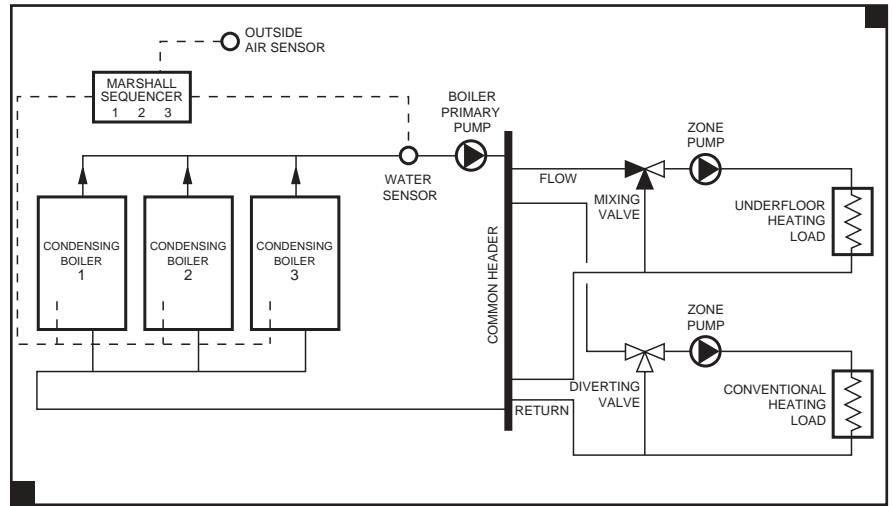 OUTSIDE
AIR SENSOR
MARSHALL
SEQUENCER
1 2 3
BOILER
PRIMARY
PUMP
WATER
SENSOR
CONDENSING
BOILER
1
CONDENSING
BOILER
2
CONDENSING
BOILER
3
COMMON HEADER
FLOW
MIXING
VALVE
ZONE
PUMP
UNDERFLOOR
HEATING
LOAD
ZONE
PUMP
DIVERTING
VALVE
RETURN
CONVENTIONAL
HEATING
LOAD